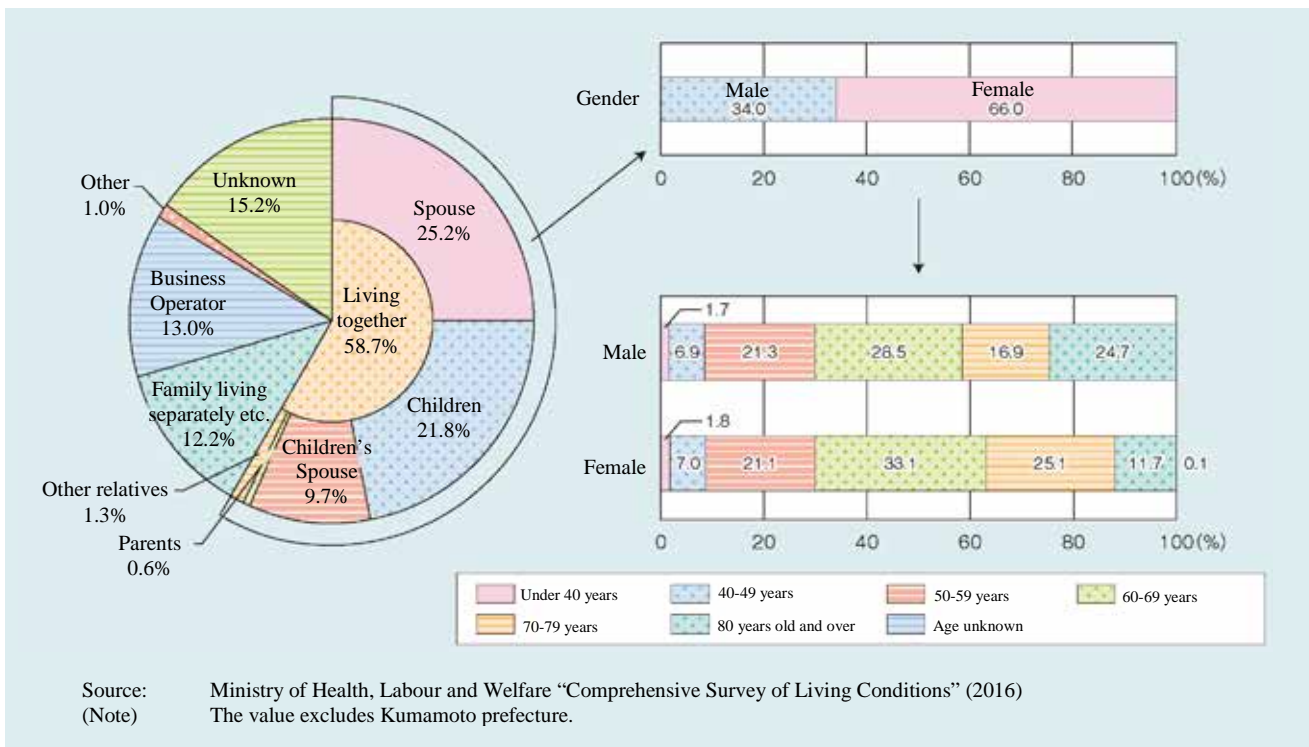 Unknown
15.2%
Other
1.0%
Business
Operator
13.0%
Family living
separately etc.
12.2%
Other relatives
1.3%
Parents
0.6%
Children's
Spouse
9.7%
Children
21.8%
Spouse
25.2%
Living
together
58.7%
Gender
Male
34.0
Female
66.0
0 20 40 60 80 100(%)
1.7
Male 6.9 21.3 28.5 16.9 24.7
1.8
Female 7.0 21.1 33.1 25.1 11.7 0.1
0 20 40 60 80 100(%)
Under 40 years 40-49 years 50-59 years 60-69 years
70-79 years 80 years old and over Age unknown
Source: Ministry of Health, Labour and Welfare “Comprehensive Survey of Living Conditions” (2016)
(Note) The value excludes Kumamoto prefecture.